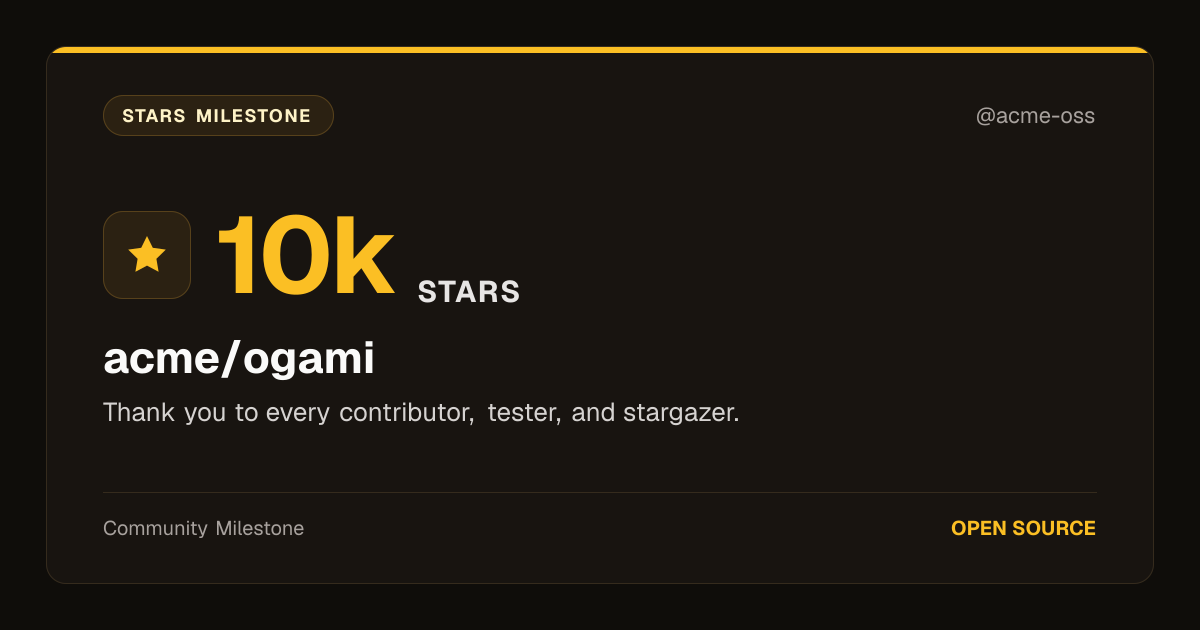 STARS MILESTONE
@acme-oss
10k STARS
acme/ogami
Thank you to every contributor, tester, and stargazer.
Community Milestone
OPEN SOURCE